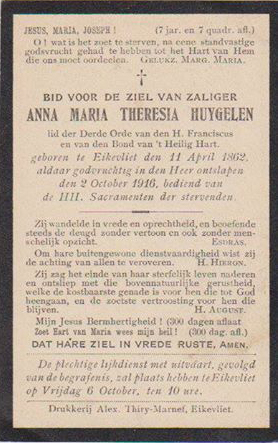 JESUS, MARIA, JOSEPH ! (7 jar. en 7 quadr. afl.)
O ! wat is het zoet te sterven, na eene standvastige
godsvrucht gehad te hebben tot het Hart van Hem
die ons moet oordeelen. GELUKZ. MARG. MARIA.
BID VOOR DE ZIEL VAN ZALIGER
ANNA MARIA THERESIA HUYGELEN
lid der Derde Orde van den H. Franciscus
en van den Bond van 't Heilig Hart.
geboren te Eikevliet den 11 April 1862,
aldaar godvruchtig in den Heer ontslapen
den 2 October 1916, bediend van de
HH. Sacramenten der stervenden.
Zij wandelde in vrede en oprechtheid, en beoefende
steeds de deugd zonder vertoon en ook zonder men-
schelijk opzicht. ESDRAS.
Om hare buitengewoone dienstvaardigheid wist zij
de achting van allen te veroveren. H. HIERON.
Zij zag het einde van haar sterfelijk leven naderen en
ontsliep met bovennatuurlijke gelatenheid, gevoelens
welke de kostbaarste genade is voor eene ziel die tot God
heengaan, en de zoetste vertroosting voor hen die
blijven. H. AUGUST.
Mijn Jesus Bermhertigheid ! (300 dagen aflaat
Zoet Hart van Maria wees mijn heil ! (300 dag. afl.)
DAT HARE ZIEL IN VREDE RUSTE, AMEN.
De plechtige lijkdienst met uitvaart, gevolgd van
de begrafenis, zal plaats hebben te Eikevliet
op Vrijdag 6 October, ten 10 ure.
Drukkerij Alex. Thiry-Marnef, Eikevliet.